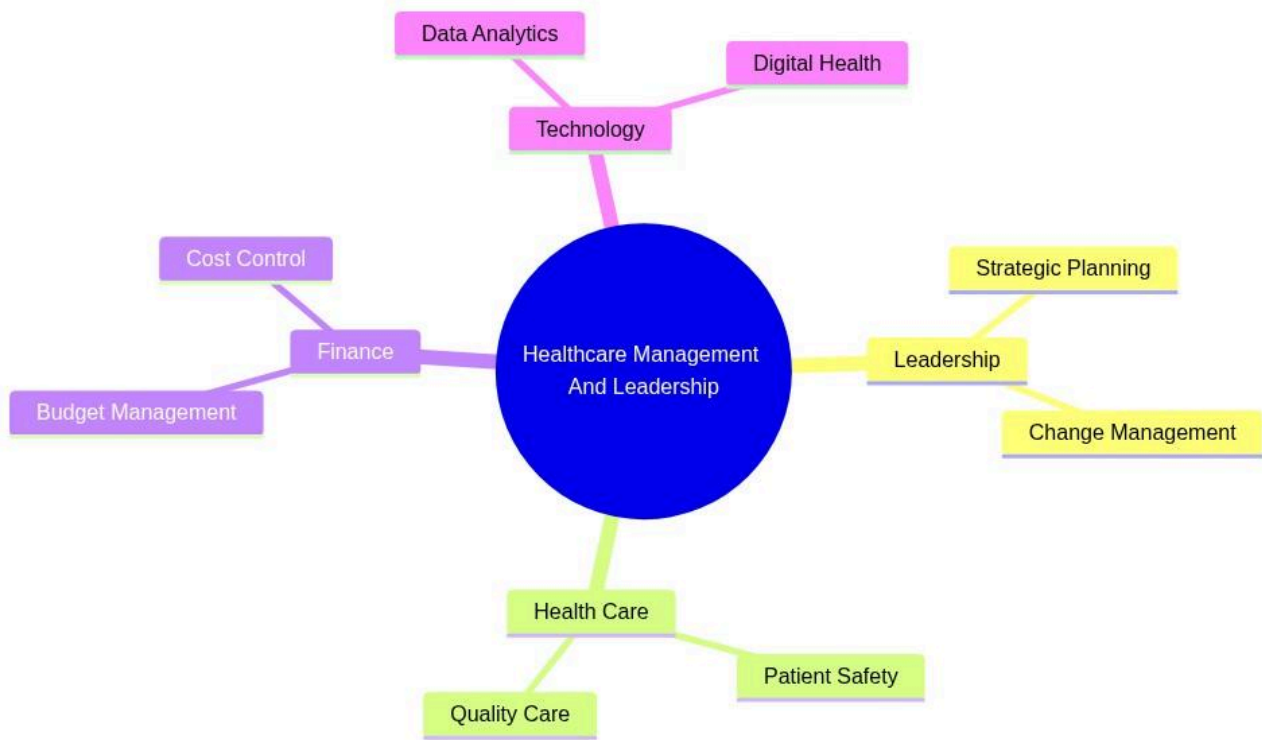 Data Analytics
Digital Health
Technology
Cost Control
Strategic Planning
Finance
Healthcare Management
And Leadership
Leadership
Budget Management
Change Management
Health Care
Patient Safety
Quality Care